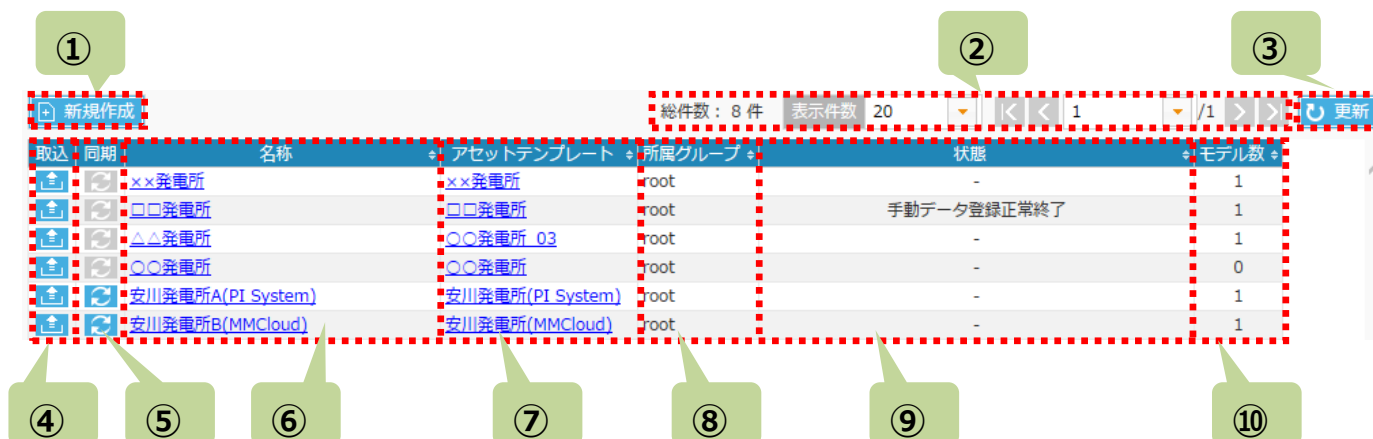 ① ② ③
新規作成 総件数： 8 件 表示件数 20 1 /1 更新
取込 同期 名称 アセットテンプレート 所属グループ 状態 モデル数
××発電所 ××発電所 root - 1
□□発電所 □□発電所 root 手動データ登録正常終了 1
△△発電所 〇〇発電所_03 root - 1
〇〇発電所 〇〇発電所 root - 0
安川発電所A(PI System) 安川発電所(PI System) root - 1
安川発電所B(MMCloud) 安川発電所(MMCloud) root - 1
④ ⑤ ⑥ ⑦ ⑧ ⑨ ⑩